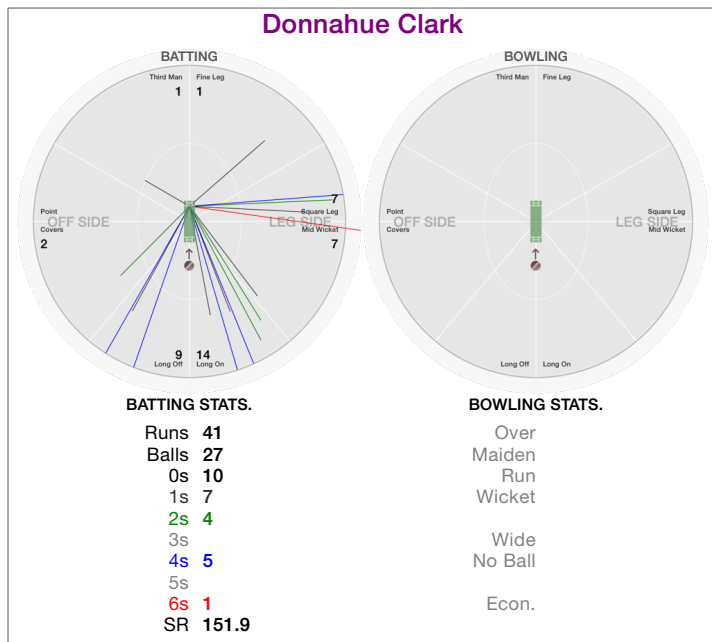 Donnahue Clark
BATTING
Third Man Fine Leg
1 1
7
Point Square Leg
OFF SIDE LEG SIDE
Covers Mid Wicket
2 7
9 14
Long Off Long On
BOWLING
Third Man Fine Leg
Point Square Leg
OFF SIDE LEG SIDE
Covers Mid Wicket
Long Off Long On
BATTING STATS.
Runs 41
Balls 27
0s 10
1s 7
2s 4
3s
4s 5
5s
6s 1
SR 151.9
BOWLING STATS.
Over
Maiden
Run
Wicket
Wide
No Ball
Econ.